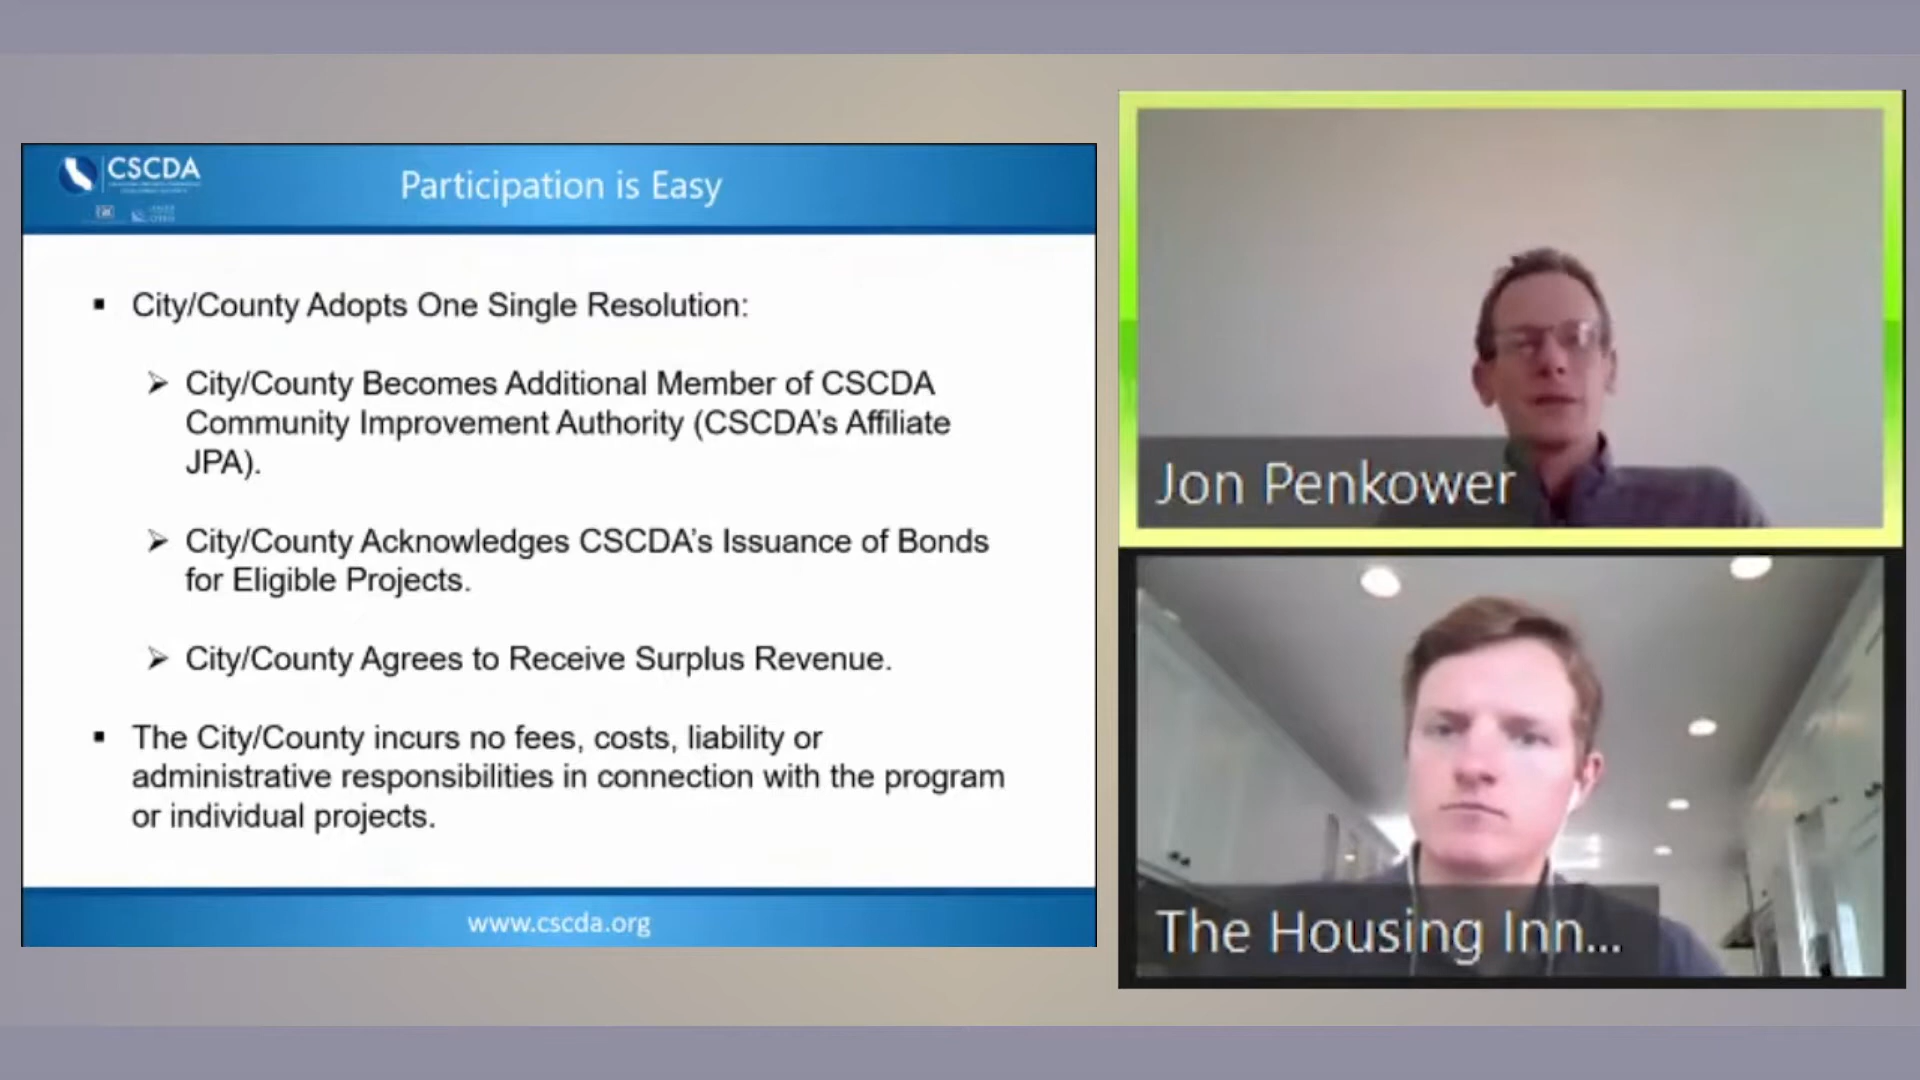 CSCDA
Participation is Easy
▪ City/County Adopts One Single Resolution:
➢ City/County Becomes Additional Member of CSCDA
Community Improvement Authority (CSCDA's Affiliate
JPA).
➢ City/County Acknowledges CSCDA's Issuance of Bonds
for Eligible Projects.
➢ City/County Agrees to Receive Surplus Revenue.
▪ The City/County incurs no fees, costs, liability or
administrative responsibilities in connection with the program
or individual projects.
www.cscda.org
Jon Penkower
The Housing Inn...